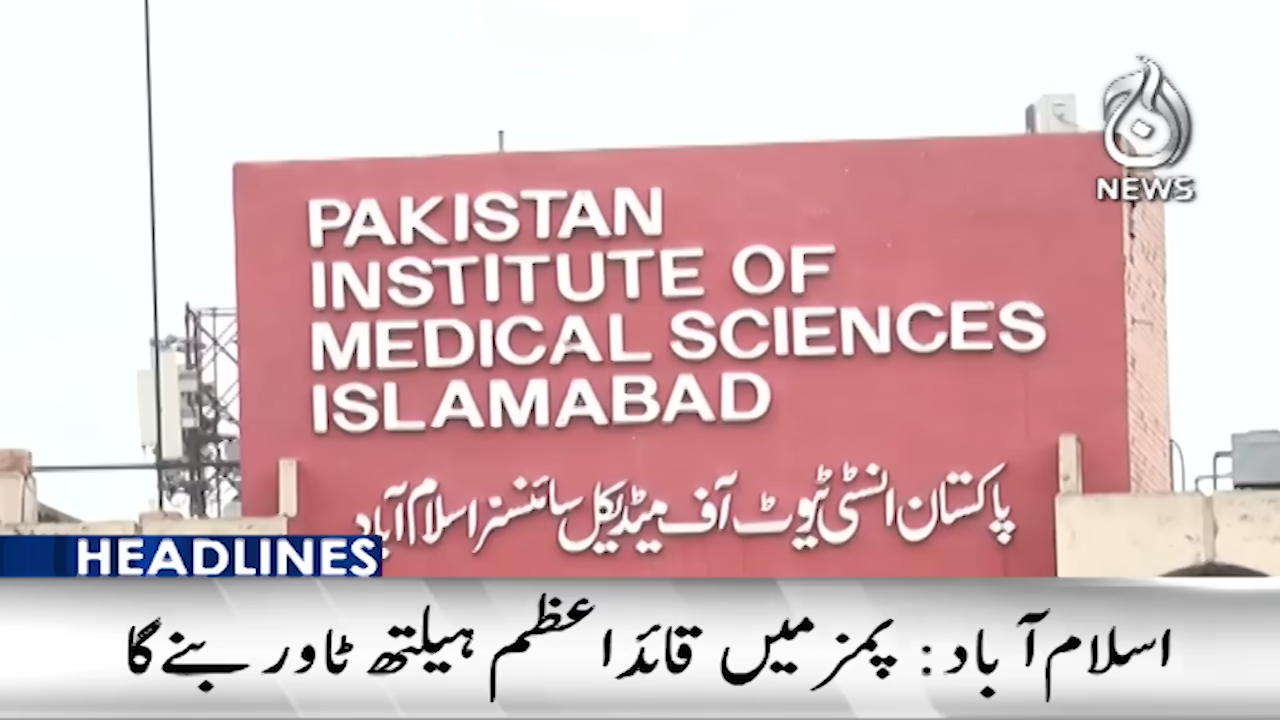 PAKISTAN
INSTITUTE OF
MEDICAL SCIENCES
ISLAMABAD
پاکستان انسٹی ٹیوٹ آف میڈیکل سائنسز اسلام آباد
آج
NEWS
HEADLINES
اسلام آباد: پمز میں قائداعظم ہیلتھ ٹاور بنے گا